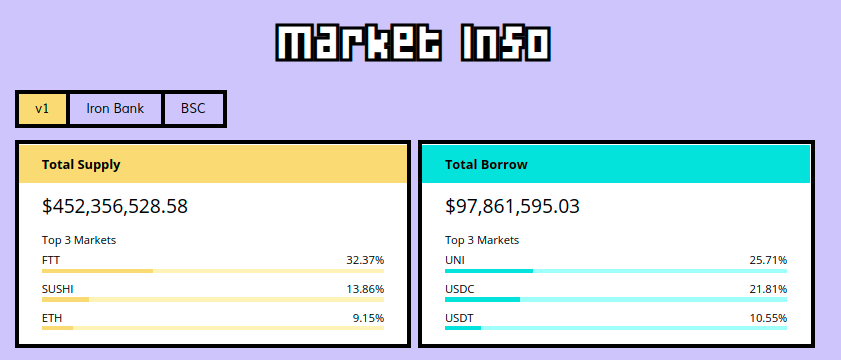 Market Info
v1 Iron Bank BSC
Total Supply
$452,356,528.58
Top 3 Markets
FTT 32.37%
SUSHI 13.86%
ETH 9.15%
Total Borrow
$97,861,595.03
Top 3 Markets
UNI 25.71%
USDC 21.81%
USDT 10.55%